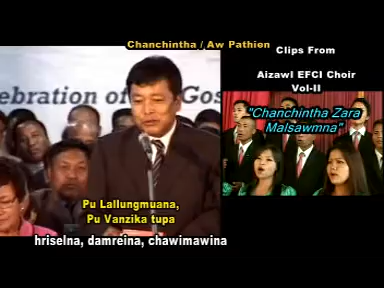 Chanchintha / Aw Pathien
Clips From
Aizawl EFCI Choir
Vol-II
"Chanchintha Zara
Malsawmna"
ebration of
Gos
Pu Lallungmuana,
Pu Vanzika tupa
hriselna, damreina, chawimawina